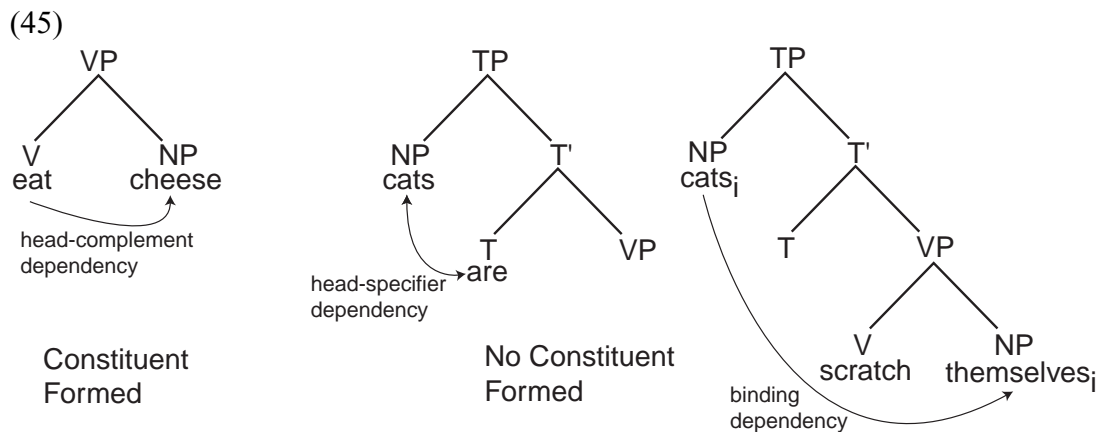 (45)
VP
V
eat
NP
cheese
head-complement
dependency
Constituent
Formed
TP
NP
cats
T'
T
are
VP
head-specifier
dependency
No Constituent
Formed
TP
NP
catsi
T'
T
VP
V
scratch
NP
themselvesi
binding
dependency